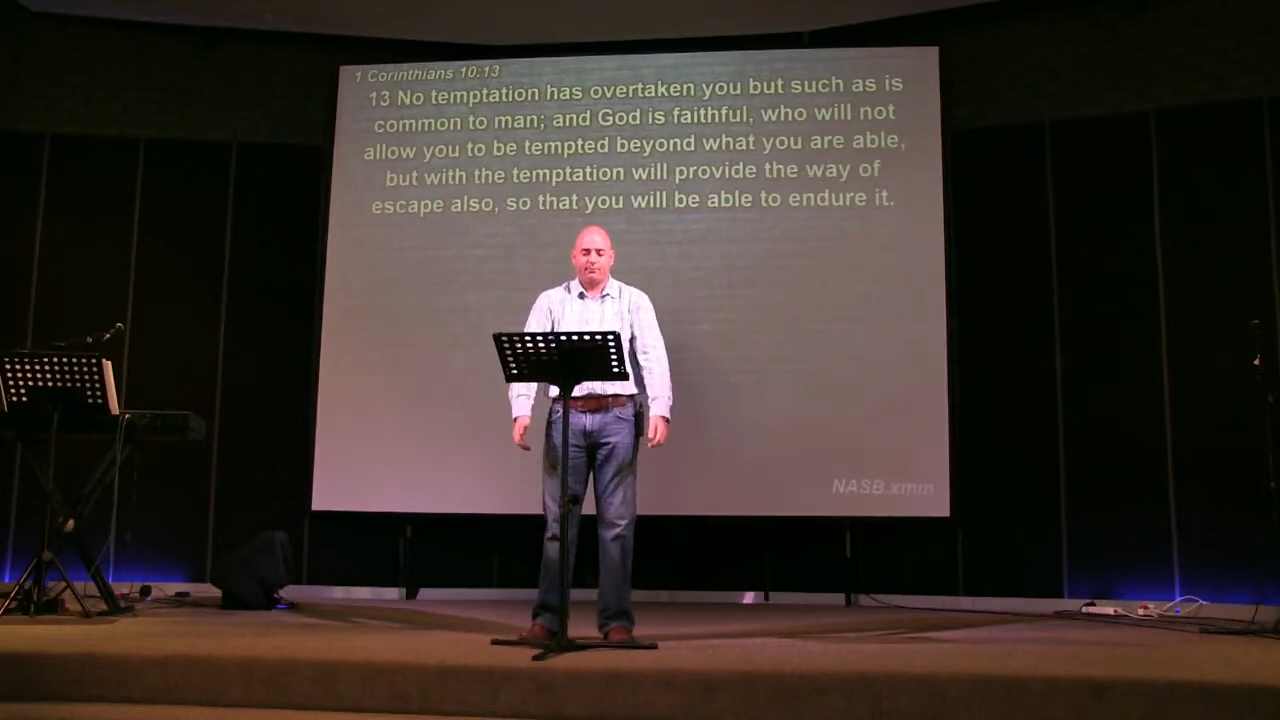 1 Corinthians 10:13
13 No temptation has overtaken you but such as is
common to man; and God is faithful, who will not
allow you to be tempted beyond what you are able,
but with the temptation will provide the way of
escape also, so that you will be able to endure it.
NASB.xmm